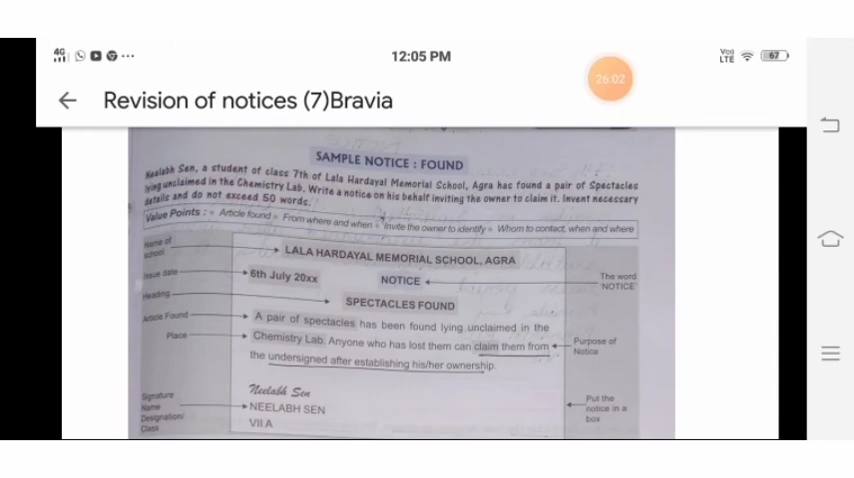 4G
12:05 PM
26:02
Voo
LTE
67
Revision of notices (7)Bravia
SAMPLE NOTICE : FOUND
Neelabh Sen, a student of class 7th of Lala Hardayal Memorial School, Agra has found a pair of Spectacles
lying unclaimed in the Chemistry Lab. Write a notice on his behalf inviting the owner to claim it. Invent necessary
details and do not exceed 50 words.
Value Points : • Article found • From where and when • Invite the owner to identify • Whom to contact, when and where
Name of
school
LALA HARDAYAL MEMORIAL SCHOOL, AGRA
Issue date
6th July 20xx
NOTICE
The word
'NOTICE'
Heading
SPECTACLES FOUND
Article Found
A pair of spectacles has been found lying unclaimed in the
Place
Chemistry Lab. Anyone who has lost them can claim them from
the undersigned after establishing his/her ownership.
Purpose of
Notice
Signature
Neelabh Sen
Name
NEELABH SEN
Designation/
Class
VII A
Put the
notice in a
box